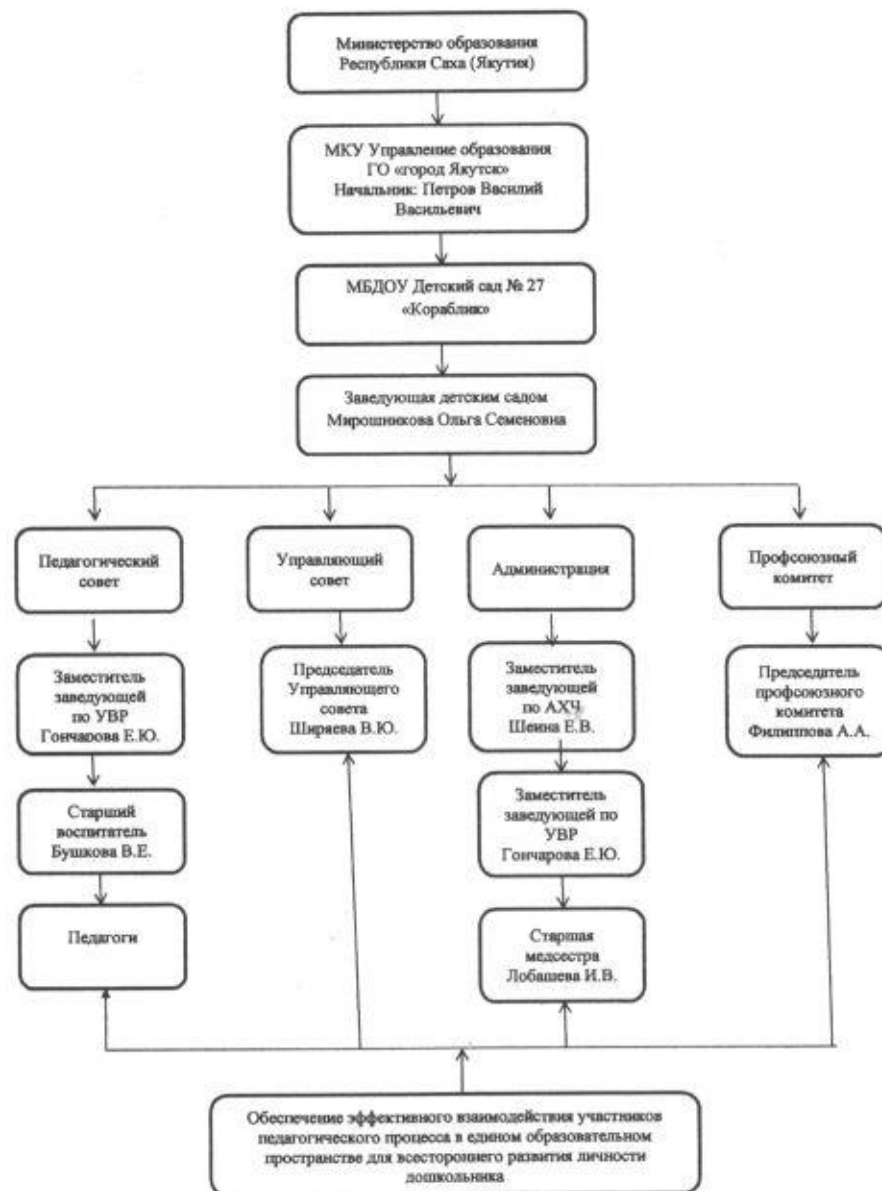 Министерство образования
Республики Саха (Якутия)
МКУ Управление образования
ГО «город Якутск»
Начальник: Петров Василий
Васильевич
МБДОУ Детский сад № 27
«Кораблик»
Заведующая детским садом
Мирошникова Ольга Семеновна
Педагогический
совет
Управляющий
совет
Администрация
Профсоюзный
комитет
Заместитель
заведующей
по УВР
Гончарова Е.Ю.
Председатель
Управляющего
совета
Ширяева В.Ю.
Заместитель
заведующей
по АХЧ
Шеина Е.В.
Председатель
профсоюзного
комитета
Филиппова А.А.
Старший
воспитатель
Бушкова В.Е.
Заместитель
заведующей по
УВР
Гончарова Е.Ю.
Педагоги
Старшая
медсестра
Лобашева И.В.
Обеспечение эффективного взаимодействия участников
педагогического процесса в едином образовательном
пространстве для всестороннего развития личности
дошкольника